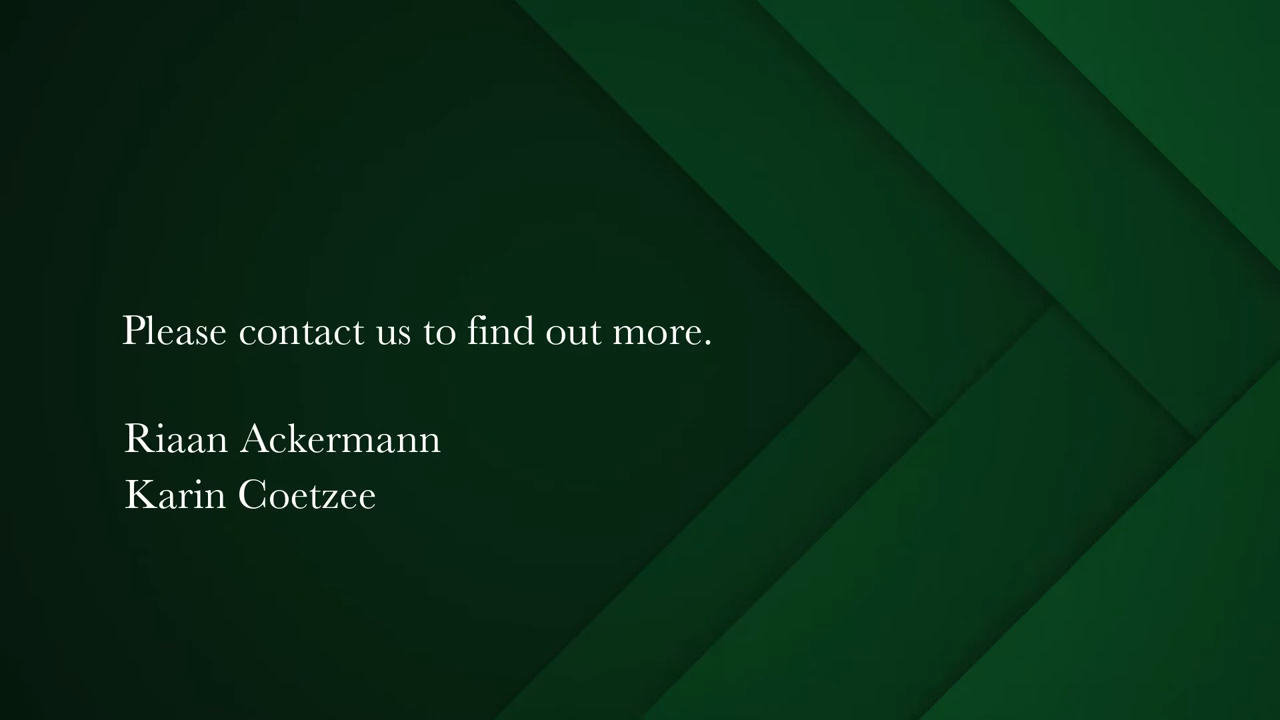 Please contact us to find out more.
Riaan Ackermann
Karin Coetzee